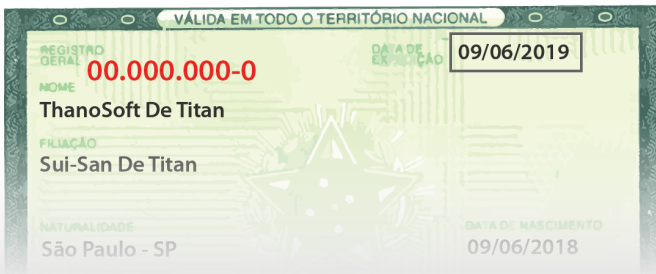 VÁLIDA EM TODO O TERRITÓRIO NACIONAL
REGISTRO GERAL 00.000.000-0
DATA DE EXPEDIÇÃO 09/06/2019
NOME
ThanoSoft De Titan
FILIAÇÃO
Sui-San De Titan
NATURALIDADE DATA DE NASCIMENTO
São Paulo - SP 09/06/2018